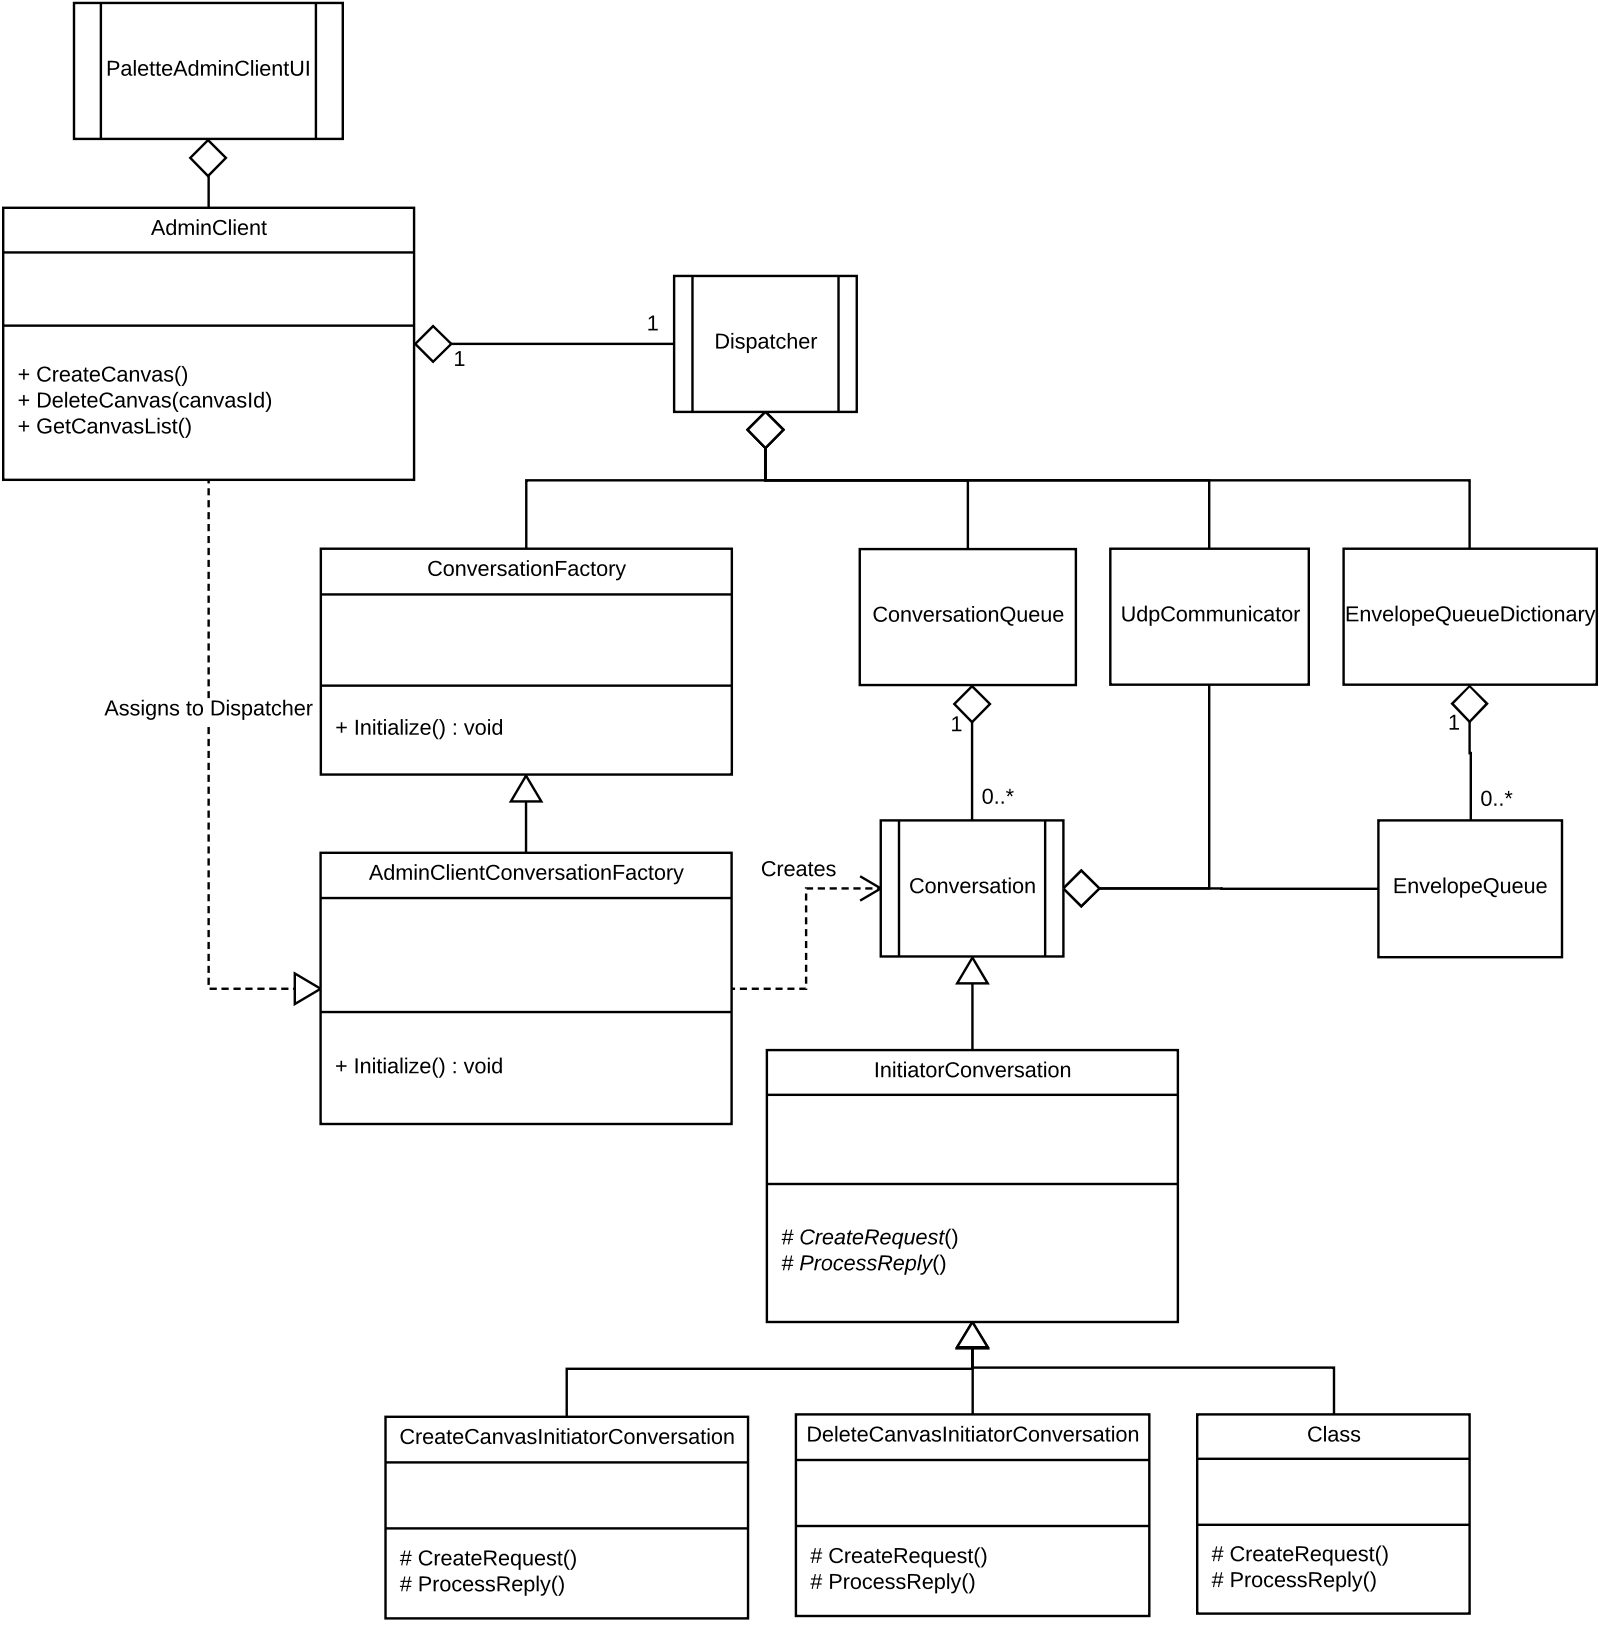 PaletteAdminClientUI
AdminClient
+ CreateCanvas()
+ DeleteCanvas(canvasId)
+ GetCanvasList()
1
1
Dispatcher
ConversationFactory
+ Initialize() : void
ConversationQueue
UdpCommunicator
EnvelopeQueueDictionary
Assigns to Dispatcher
1
0..*
1
0..*
AdminClientConversationFactory
+ Initialize() : void
Creates
Conversation
EnvelopeQueue
InitiatorConversation
# CreateRequest()
# ProcessReply()
CreateCanvasInitiatorConversation
# CreateRequest()
# ProcessReply()
DeleteCanvasInitiatorConversation
# CreateRequest()
# ProcessReply()
Class
# CreateRequest()
# ProcessReply()